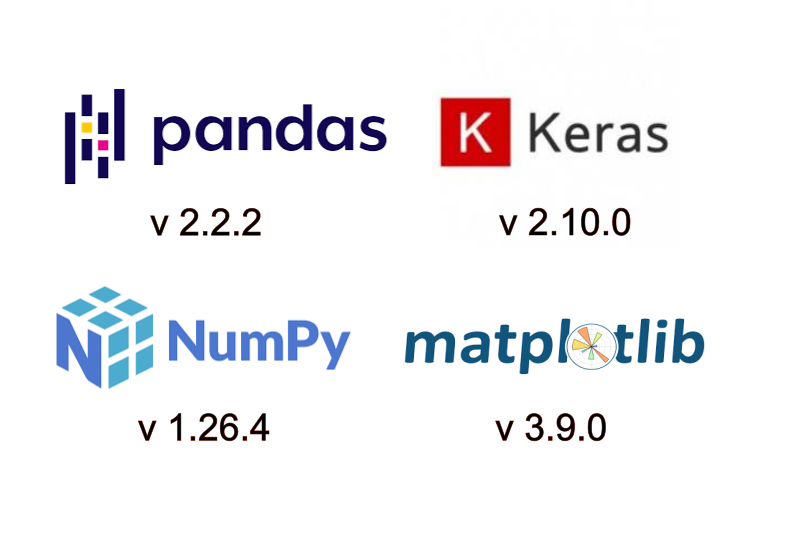 pandas
v 2.2.2
K Keras
v 2.10.0
N NumPy
v 1.26.4
matplotlib
v 3.9.0